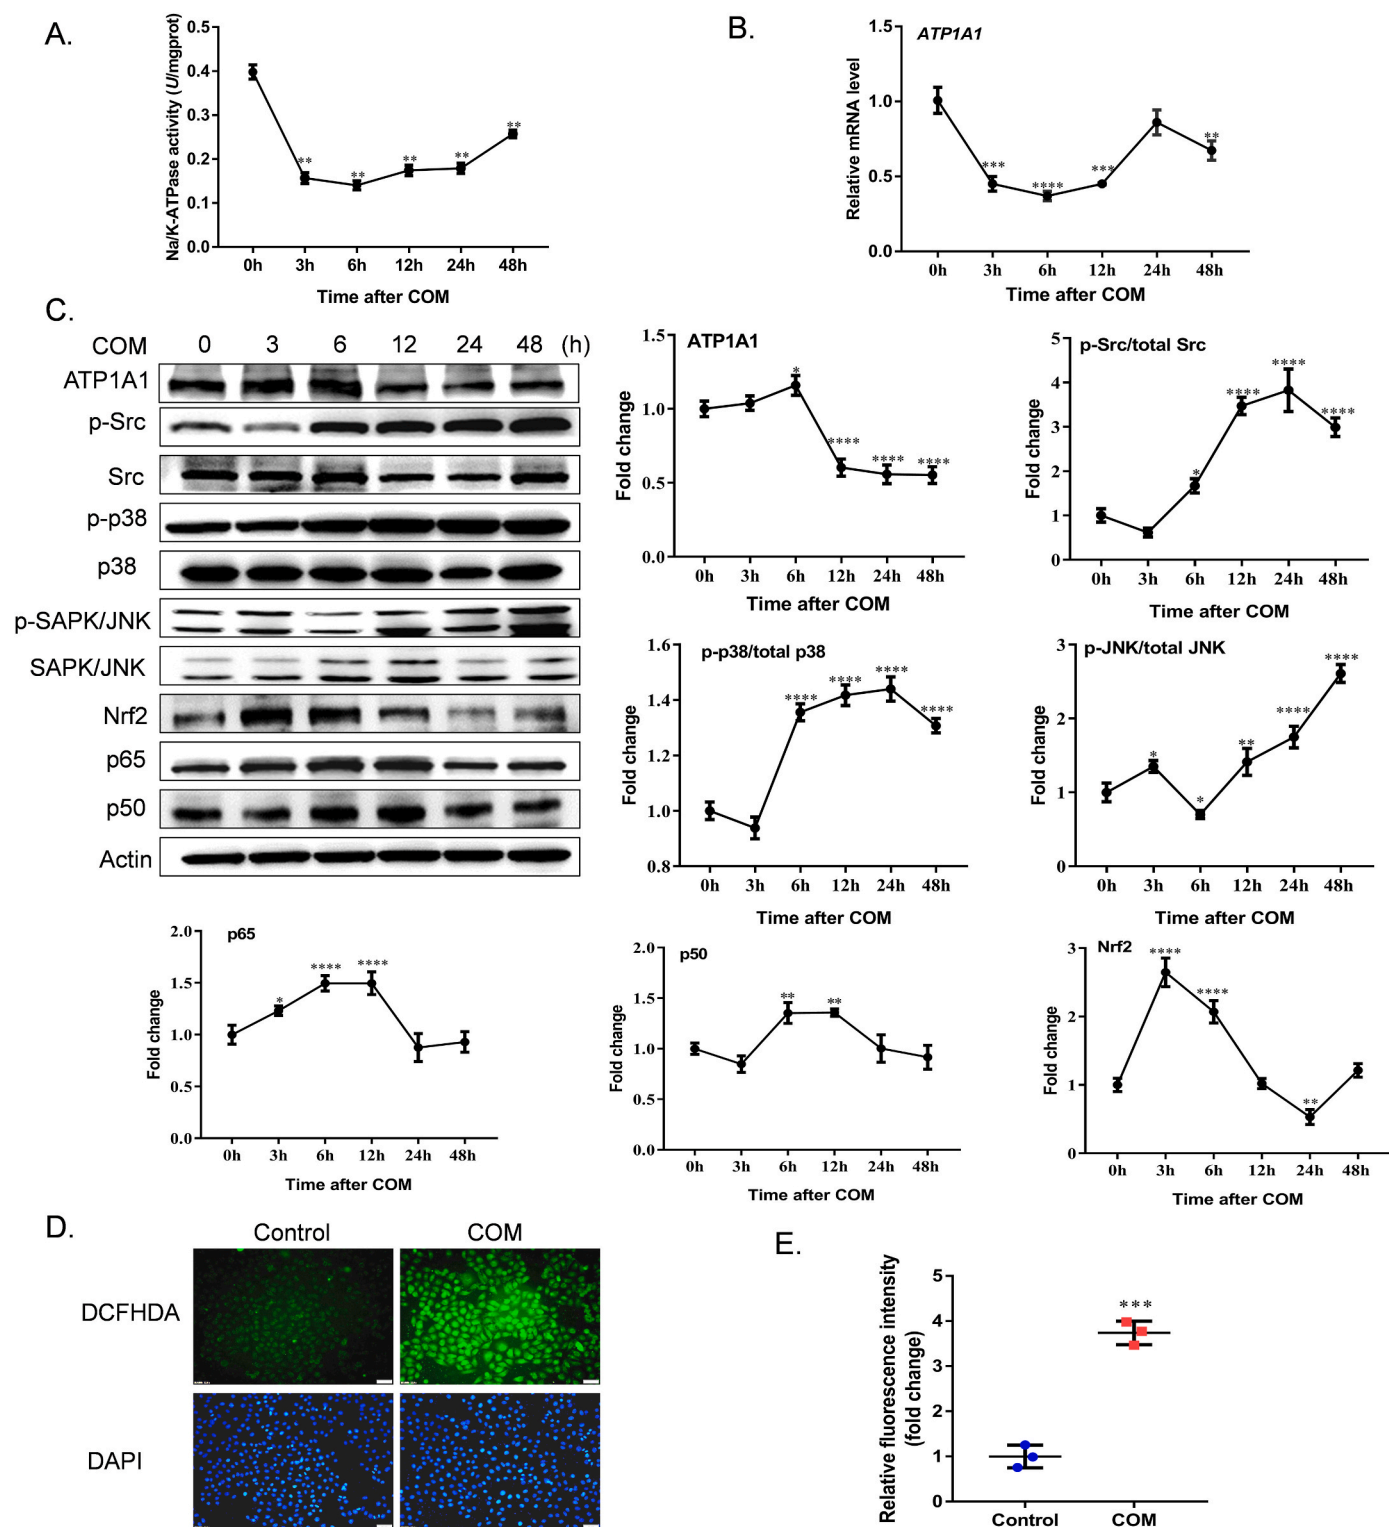 A.
Na/K-ATPase activity (U/mgprot)
0.5
0.4
0.3
0.2
0.1
0.0
** ** ** ** **
0h 3h 6h 12h 24h 48h
Time after COM
B.
ATP1A1
Relative mRNA level
1.5
1.0
0.5
0.0
*** **** *** **
0h 3h 6h 12h 24h 48h
Time after COM
C.
COM 0 3 6 12 24 48 (h)
ATP1A1
p-Src
Src
p-p38
p38
p-SAPK/JNK
SAPK/JNK
Nrf2
p65
p50
Actin
ATP1A1
Fold change
1.5
1.0
0.5
0.0
* **** **** ****
0h 3h 6h 12h 24h 48h
Time after COM
p-Src/total Src
Fold change
5
4
3
2
1
0
* **** **** ****
0h 3h 6h 12h 24h 48h
Time after COM
p-p38/total p38
Fold change
1.6
1.4
1.2
1.0
0.8
**** **** **** ****
0h 3h 6h 12h 24h 48h
Time after COM
p-JNK/total JNK
Fold change
3
2
1
0
* * ** **** ****
0h 3h 6h 12h 24h 48h
Time after COM
p65
Fold change
2.0
1.5
1.0
0.5
0.0
* **** ****
0h 3h 6h 12h 24h 48h
Time after COM
p50
Fold change
2.0
1.5
1.0
0.5
0.0
** **
0h 3h 6h 12h 24h 48h
Time after COM
Nrf2
Fold change
3
2
1
0
**** **** **
0h 3h 6h 12h 24h 48h
Time after COM
D.
Control COM
DCFHDA
DAPI
E.
Relative fluorescence intensity
(fold change)
5
4
3
2
1
0
***
Control COM